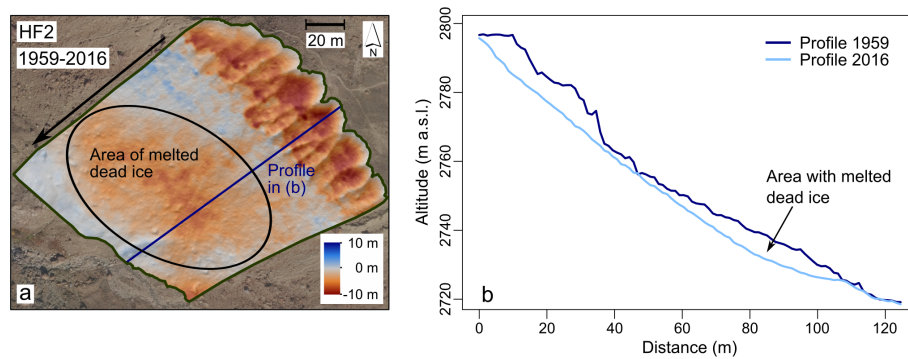 HF2
1959-2016
20 m
N
Area of melted
dead ice
Profile
in (b)
10 m
0 m
-10 m
a
2800
2780
2760
2740
2720
Altitude (m a.s.l.)
Profile 1959
Profile 2016
Area with melted
dead ice
b
0
20
40
60
80
100
120
Distance (m)